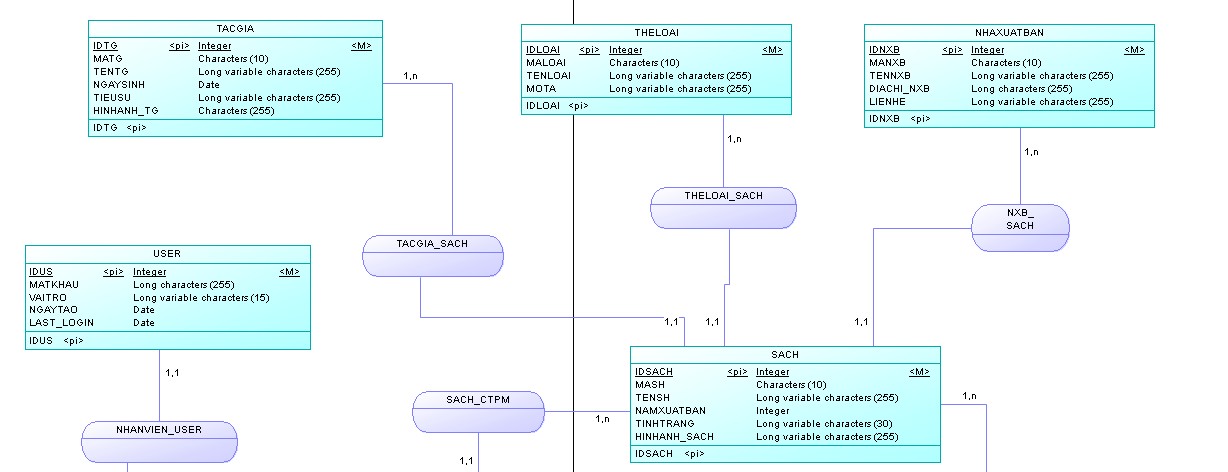 TACGIA
IDTG <pi> Integer <M>
MATG Characters (10)
TENTG Long variable characters (255)
NGAYSINH Date
TIEUSU Long variable characters (255)
HINHANH_TG Characters (255)
IDTG <pi>
THELOAI
IDLOAI <pi> Integer <M>
MALOAI Characters (10)
TENLOAI Long variable characters (255)
MOTA Long variable characters (255)
IDLOAI <pi>
NHAXUATBAN
IDNXB <pi> Integer <M>
MANXB Characters (10)
TENNXB Long variable characters (255)
DIACHI_NXB Long characters (255)
LIENHE Long variable characters (255)
IDNXB <pi>
1,n
1,n
1,n
THELOAI_SACH
NXB_
SACH
TACGIA_SACH
USER
IDUS <pi> Integer <M>
MATKHAU Long characters (255)
VAITRO Long variable characters (15)
NGAYTAO Date
LAST_LOGIN Date
IDUS <pi>
1,1
1,1
1,1
SACH
IDSACH <pi> Integer <M>
MASH Characters (10)
TENSH Long variable characters (255)
NAMXUATBAN Integer
TINHTRANG Long variable characters (30)
HINHANH_SACH Long variable characters (255)
IDSACH <pi>
1,1
SACH_CTPM
1,n
1,n
NHANVIEN_USER
1,1